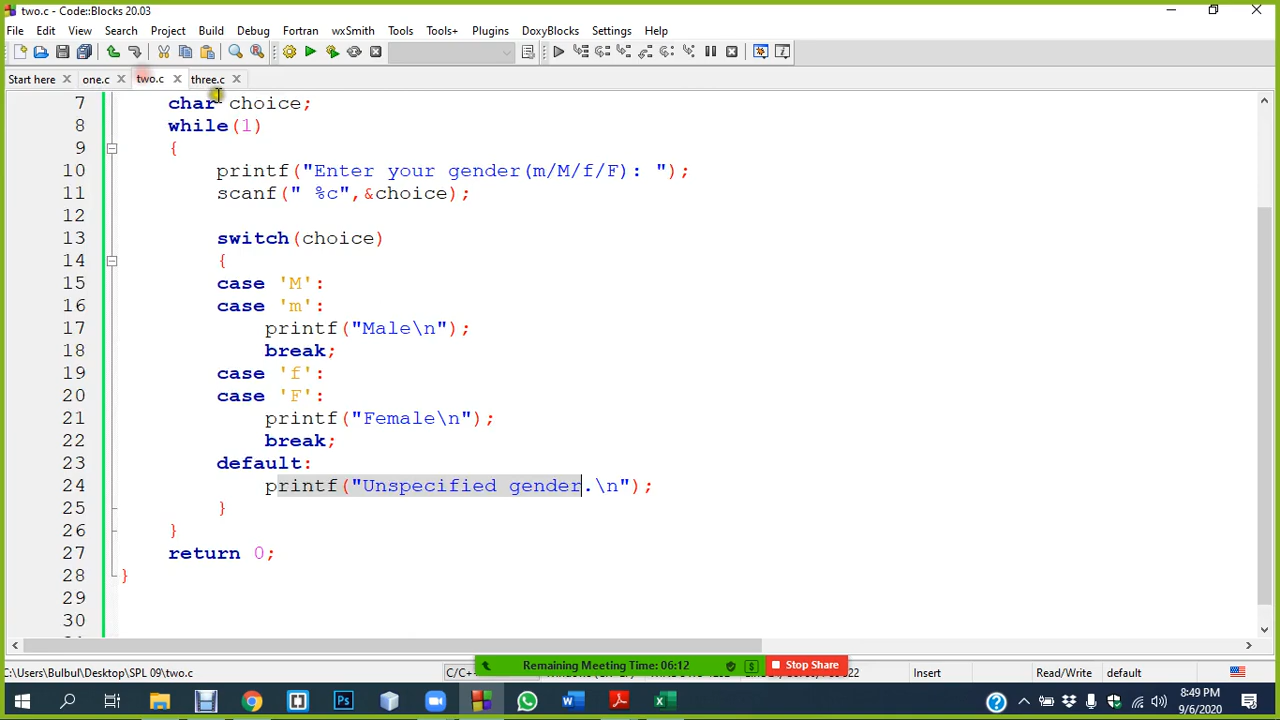 two.c - Code::Blocks 20.03
File Edit View Search Project Build Debug Fortran wxSmith Tools Tools+ Plugins DoxyBlocks Settings Help
Start here one.c two.c three.c
7 char choice;
8 while(1)
9 {
10 printf("Enter your gender(m/M/f/F): ");
11 scanf(" %c",&choice);
12
13 switch(choice)
14 {
15 case 'M':
16 case 'm':
17 printf("Male\n");
18 break;
19 case 'f':
20 case 'F':
21 printf("Female\n");
22 break;
23 default:
24 printf("Unspecified gender.\n");
25 }
26 }
27 return 0;
28 }
29
30
C:\Users\Bulbul\Desktop\SPL 09\two.c C/C++ Insert Read/Write default
Remaining Meeting Time: 06:12 Stop Share
8:49 PM
9/6/2020